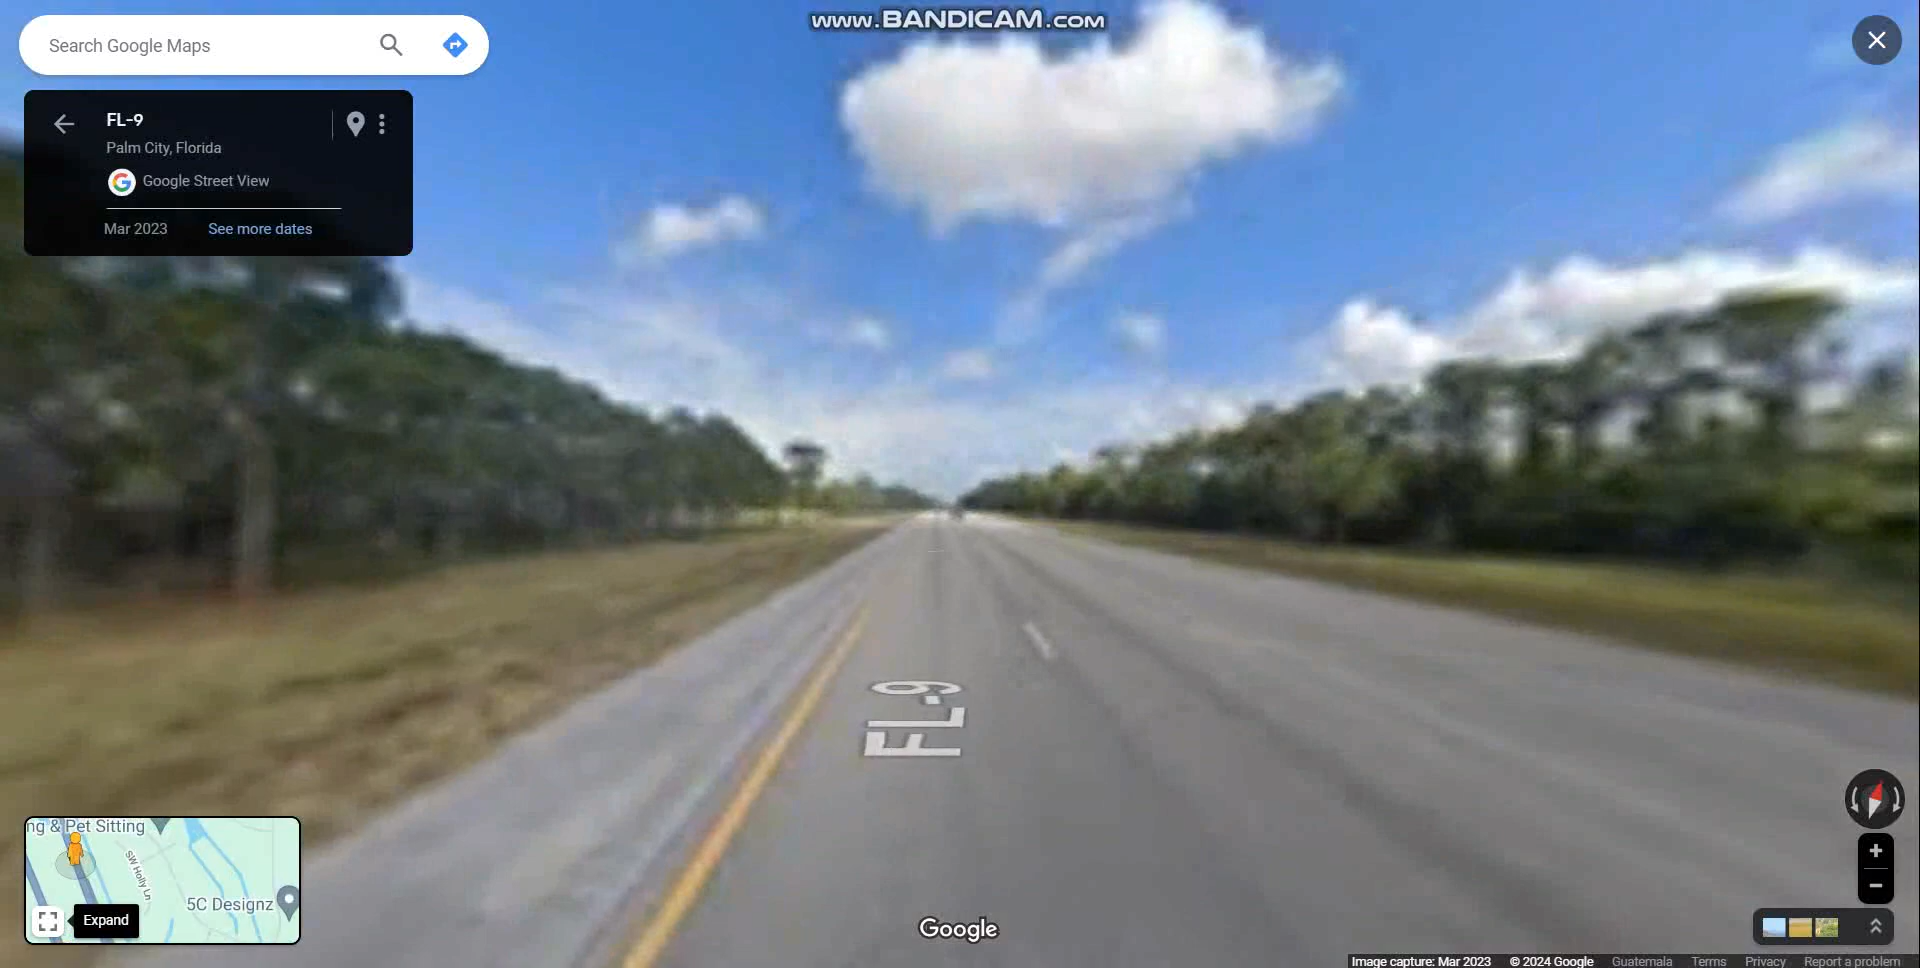 www.BANDICAM.com
Search Google Maps
FL-9
Palm City, Florida
Google Street View
Mar 2023 See more dates
FL-9
ng & Pet Sitting
SW Holly Ln
5C Designz
Expand
Google
Image capture: Mar 2023 © 2024 Google Guatemala Terms Privacy Report a problem